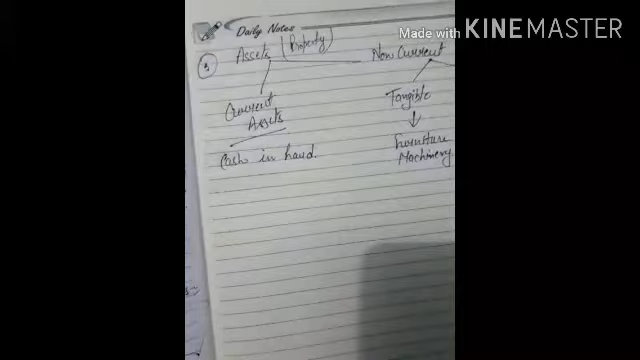 Daily Notes
Made with KINEMASTER
3 Assets (Property) Non Current
Current Assets
Tangible
Cash in hand.
Furniture
Machinery